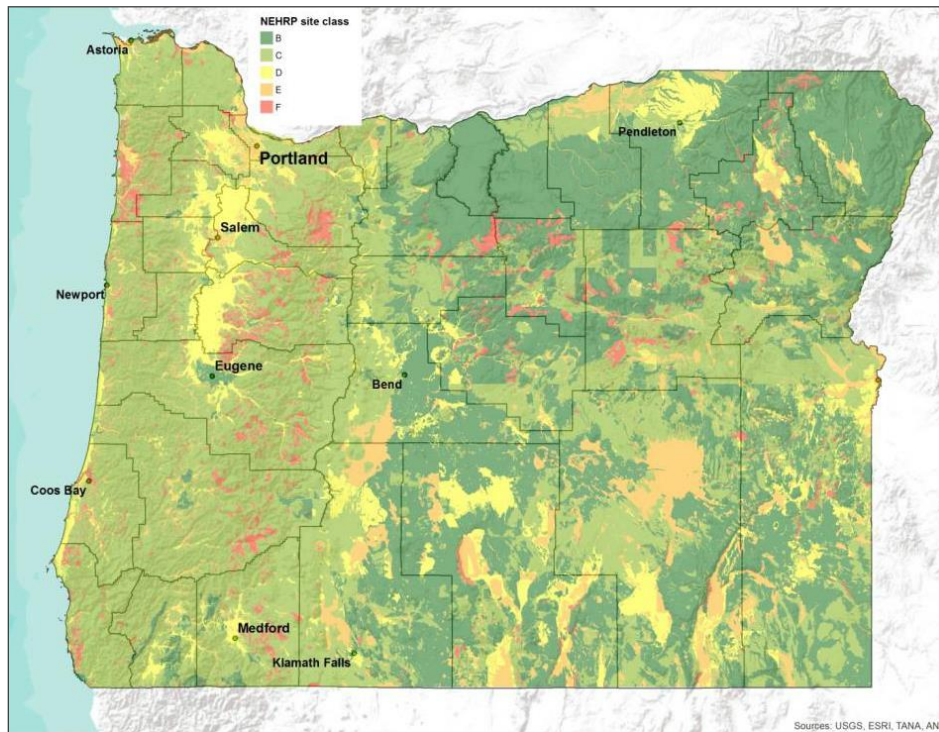 NEHRP site class
B
C
D
E
F
Astoria
Portland
Pendleton
Salem
Newport
Eugene
Bend
Coos Bay
Medford
Klamath Falls
Sources: USGS, ESRI, TANA, AN